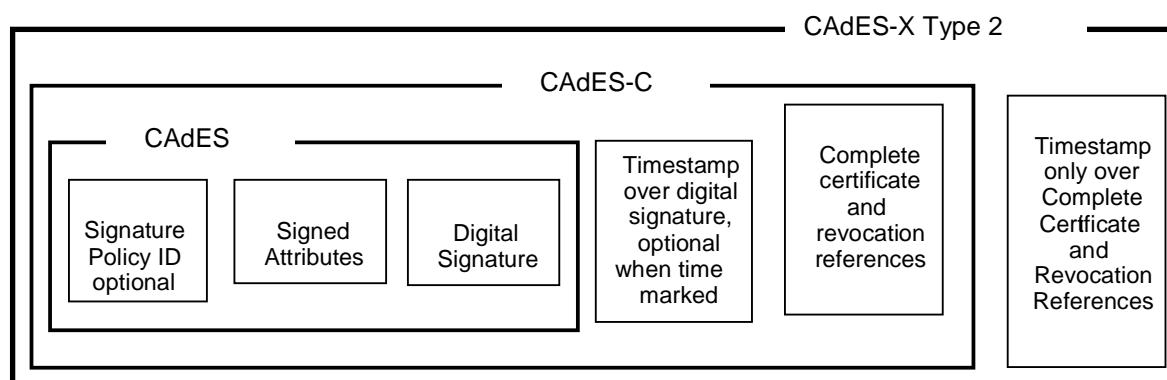 CAdES-X Type 2
CAdES-C
CAdES
Signature
Policy ID
optional
Signed
Attributes
Digital
Signature
Timestamp
over digital
signature,
optional
when time
marked
Complete
certificate
and
revocation
references
Timestamp
only over
Complete
Certificate
and
Revocation
References